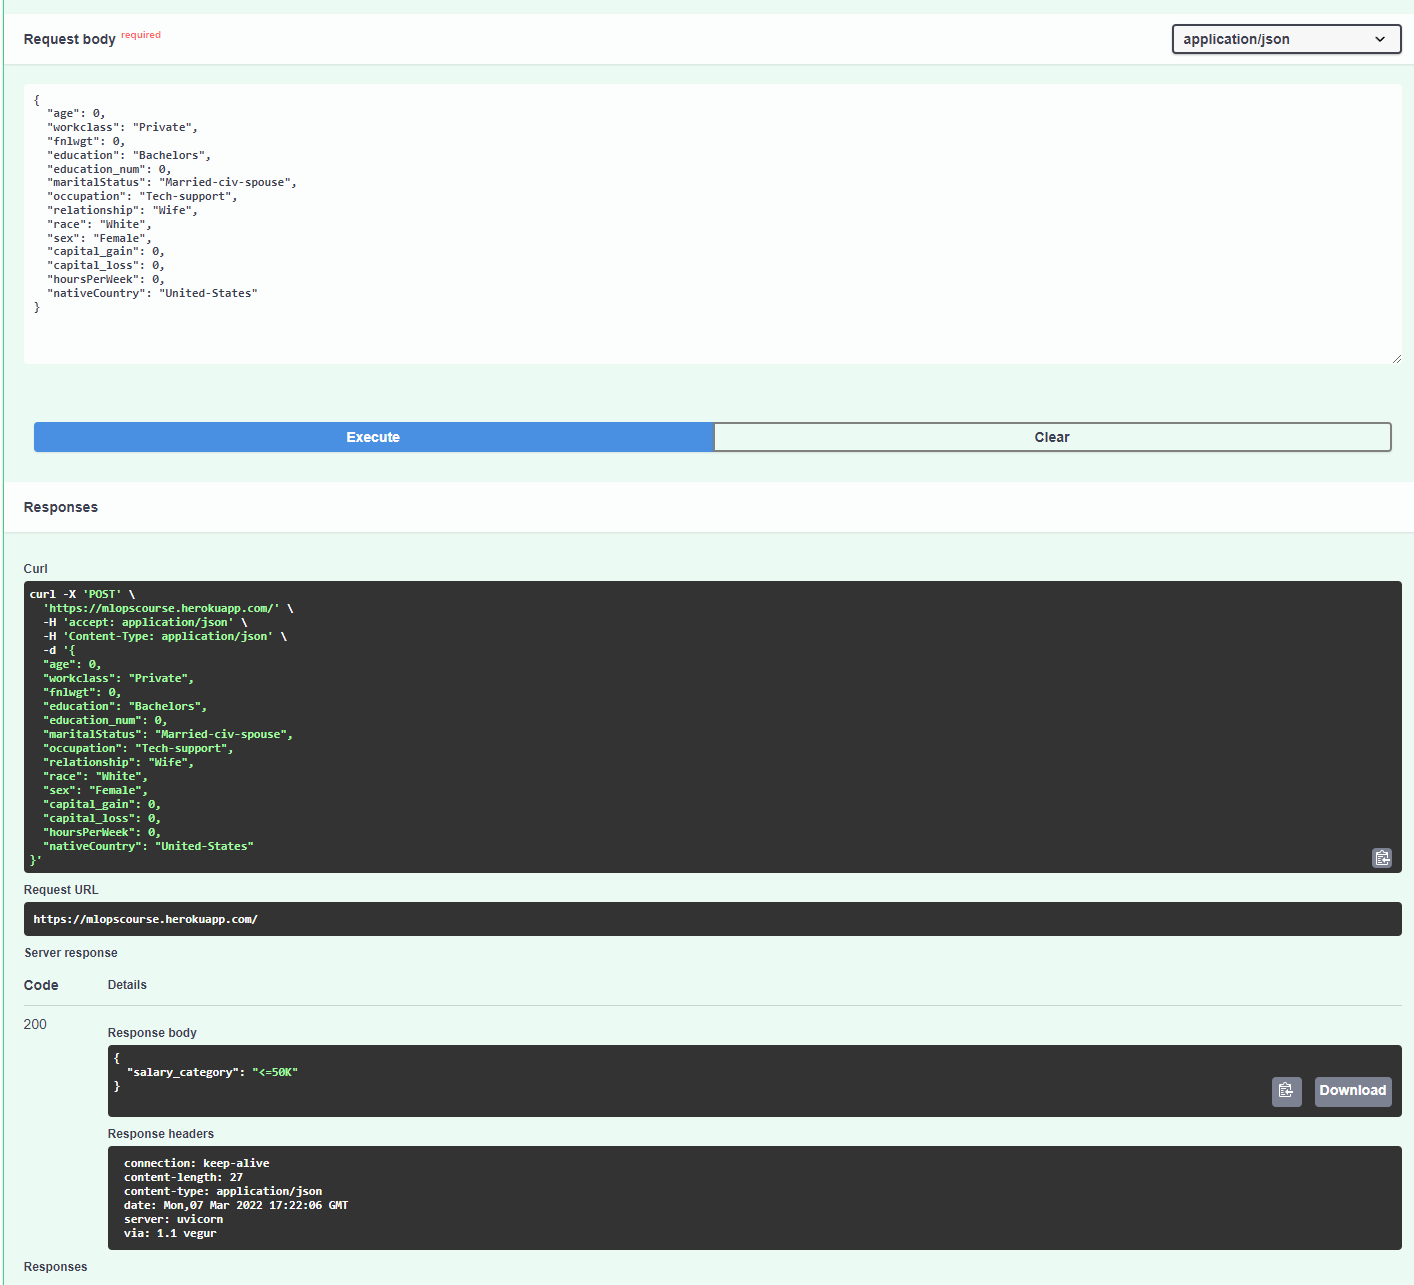 Request body required
application/json
{
  "age": 0,
  "workclass": "Private",
  "fnlwgt": 0,
  "education": "Bachelors",
  "education_num": 0,
  "maritalStatus": "Married-civ-spouse",
  "occupation": "Tech-support",
  "relationship": "Wife",
  "race": "White",
  "sex": "Female",
  "capital_gain": 0,
  "capital_loss": 0,
  "hoursPerWeek": 0,
  "nativeCountry": "United-States"
}
Execute
Clear
Responses
Curl
curl -X 'POST' \
  'https://mlopscourse.herokuapp.com/' \
  -H 'accept: application/json' \
  -H 'Content-Type: application/json' \
  -d '{
  "age": 0,
  "workclass": "Private",
  "fnlwgt": 0,
  "education": "Bachelors",
  "education_num": 0,
  "maritalStatus": "Married-civ-spouse",
  "occupation": "Tech-support",
  "relationship": "Wife",
  "race": "White",
  "sex": "Female",
  "capital_gain": 0,
  "capital_loss": 0,
  "hoursPerWeek": 0,
  "nativeCountry": "United-States"
}'
Request URL
https://mlopscourse.herokuapp.com/
Server response
Code Details
200
Response body
{
  "salary_category": "<=50K"
}
Download
Response headers
connection: keep-alive
content-length: 27
content-type: application/json
date: Mon,07 Mar 2022 17:22:06 GMT
server: uvicorn
via: 1.1 vegur
Responses